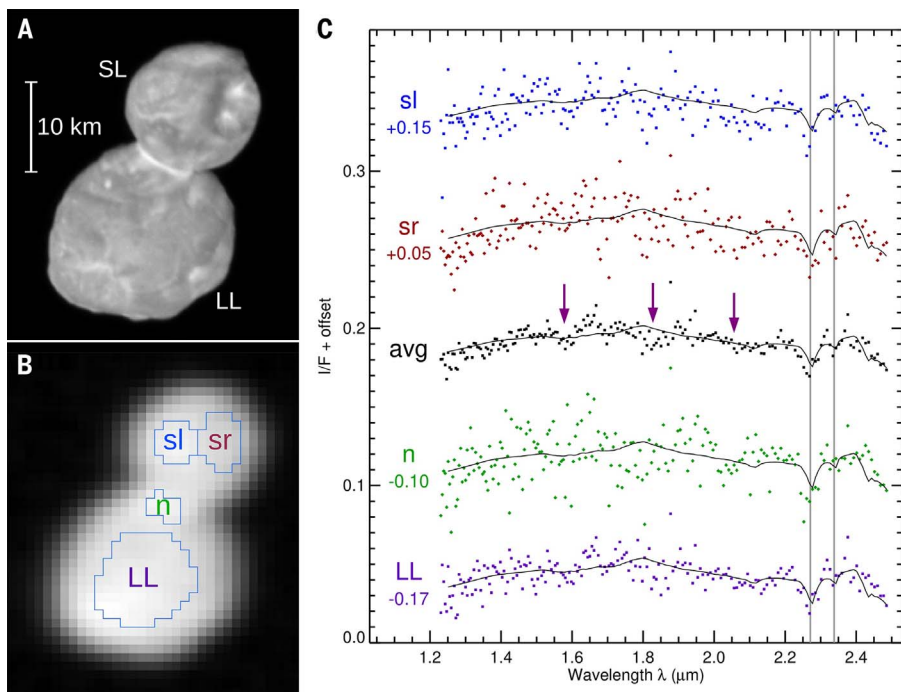 A
SL
10 km
LL
B
sl
sr
n
LL
C
sl
+0.15
0.3
sr
+0.05
I/F + offset
0.2
avg
n
-0.10
0.1
LL
-0.17
0.0
1.2 1.4 1.6 1.8 2.0 2.2 2.4
Wavelength λ (μm)